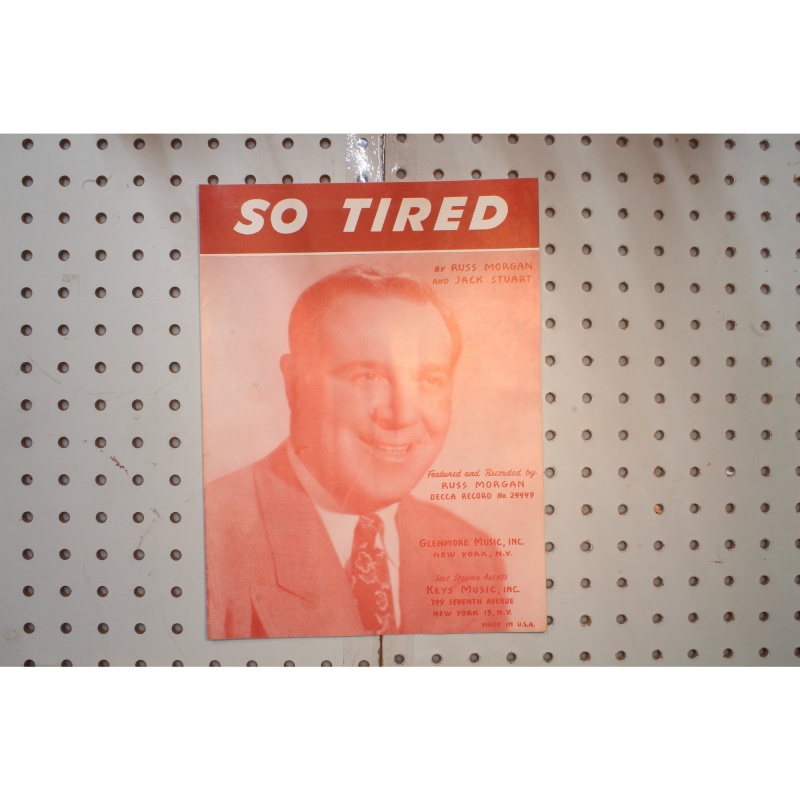 SO TIRED
BY RUSS MORGAN
AND JACK STUART
Featured and Recorded by
RUSS MORGAN
DECCA RECORD No. 24449
GLENMORE MUSIC, INC.
NEW YORK, N.Y.
SOLE SELLING AGENTS
KEYS MUSIC, INC.
799 SEVENTH AVENUE
NEW YORK 19, N.Y.
MADE IN U.S.A.